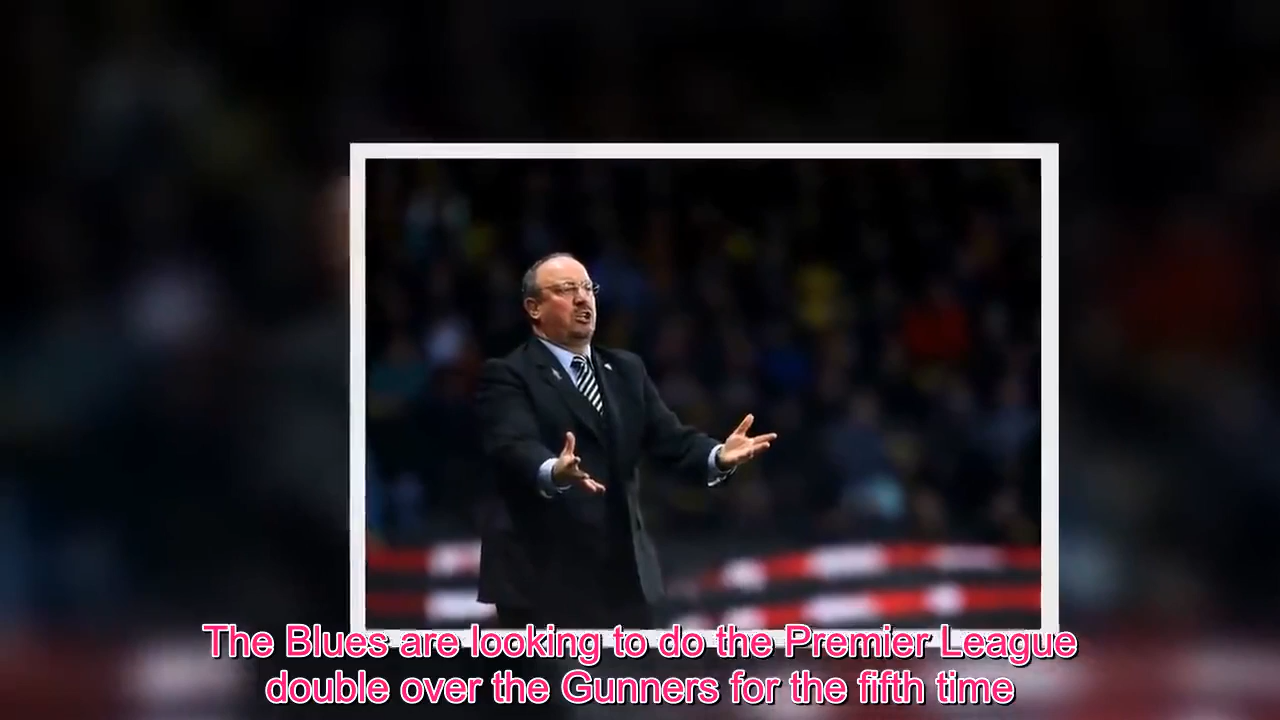 The Blues are looking to do the Premier League
double over the Gunners for the fifth time